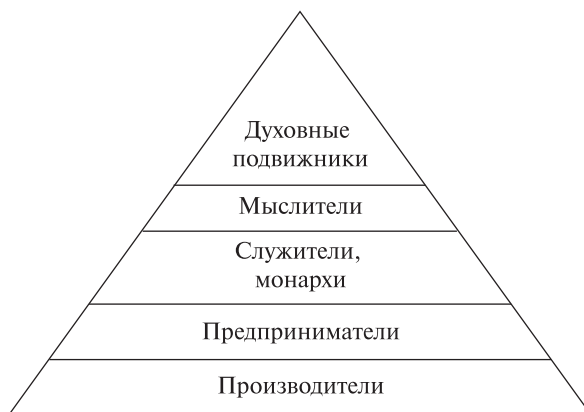 Духовные
подвижники
Мыслители
Служители,
монархи
Предприниматели
Производители